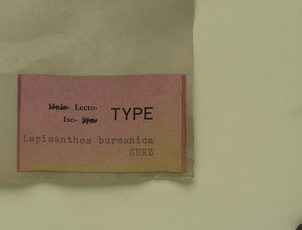 Holo- Lecto-
Iso- Syn- TYPE
Lepisanthes burmanica
KURZ